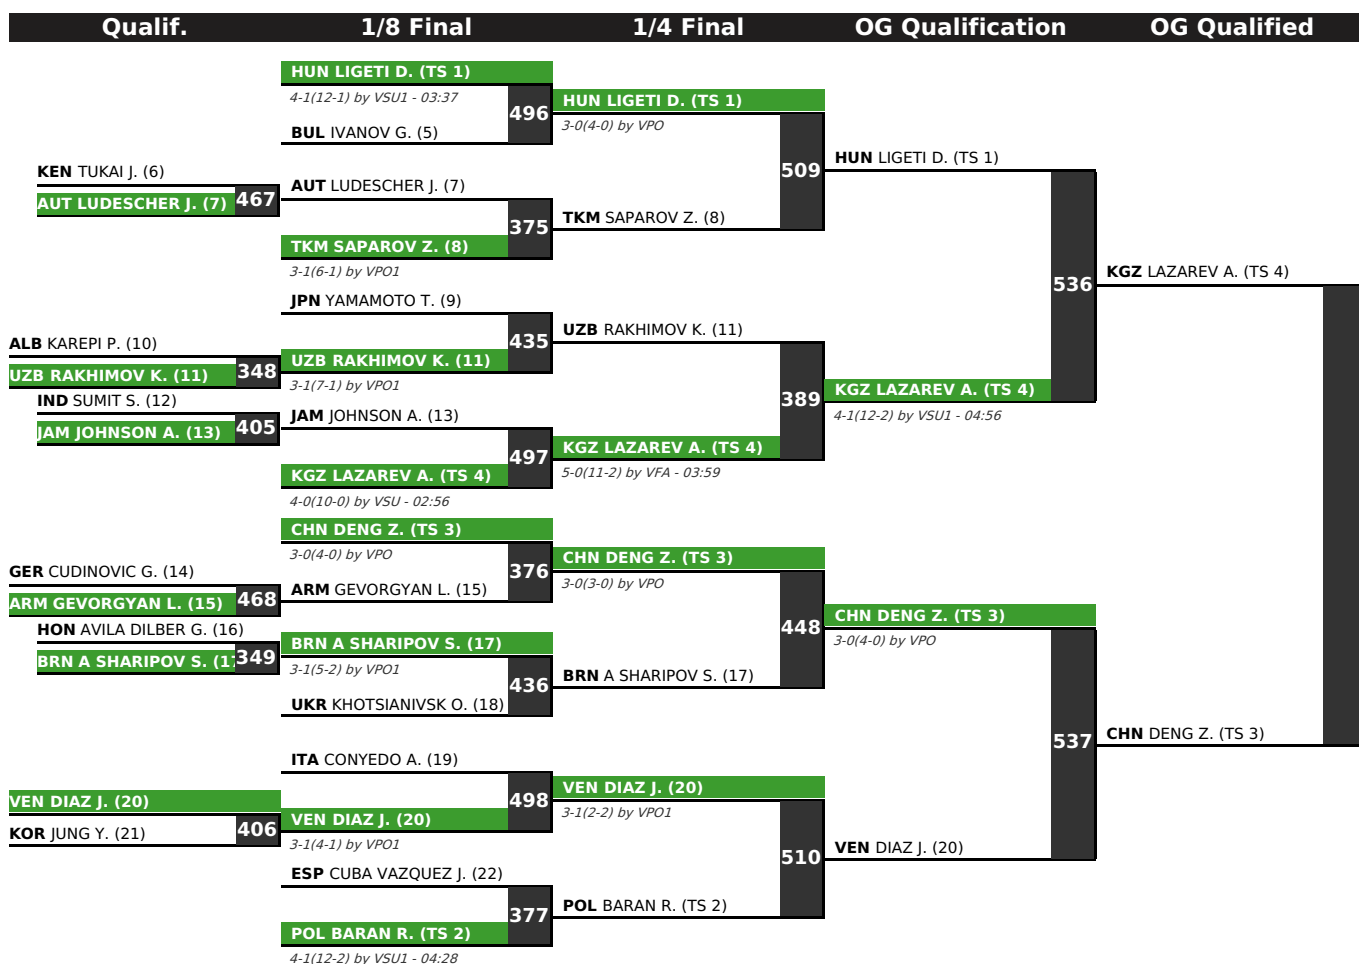 Qualif. 1/8 Final 1/4 Final OG Qualification OG Qualified
KEN TUKAI J. (6)
AUT LUDESCHER J. (7)
467
ALB KAREPI P. (10)
UZB RAKHIMOV K. (11)
348
IND SUMIT S. (12)
JAM JOHNSON A. (13)
405
GER CUDINOVIC G. (14)
ARM GEVORGYAN L. (15)
468
HON AVILA DILBER G. (16)
BRN A SHARIPOV S. (17
349
VEN DIAZ J. (20)
KOR JUNG Y. (21)
406
HUN LIGETI D. (TS 1)
4-1(12-1) by VSU1 - 03:37
496
BUL IVANOV G. (5)
AUT LUDESCHER J. (7)
375
TKM SAPAROV Z. (8)
3-1(6-1) by VPO1
JPN YAMAMOTO T. (9)
435
UZB RAKHIMOV K. (11)
3-1(7-1) by VPO1
JAM JOHNSON A. (13)
497
KGZ LAZAREV A. (TS 4)
4-0(10-0) by VSU - 02:56
CHN DENG Z. (TS 3)
3-0(4-0) by VPO
376
ARM GEVORGYAN L. (15)
BRN A SHARIPOV S. (17)
3-1(5-2) by VPO1
436
UKR KHOTSIANIVSK O. (18)
ITA CONYEDO A. (19)
498
VEN DIAZ J. (20)
3-1(4-1) by VPO1
ESP CUBA VAZQUEZ J. (22)
377
POL BARAN R. (TS 2)
4-1(12-2) by VSU1 - 04:28
HUN LIGETI D. (TS 1)
3-0(4-0) by VPO
509
TKM SAPAROV Z. (8)
UZB RAKHIMOV K. (11)
389
KGZ LAZAREV A. (TS 4)
5-0(11-2) by VFA - 03:59
CHN DENG Z. (TS 3)
3-0(3-0) by VPO
448
BRN A SHARIPOV S. (17)
VEN DIAZ J. (20)
3-1(2-2) by VPO1
510
POL BARAN R. (TS 2)
HUN LIGETI D. (TS 1)
536
KGZ LAZAREV A. (TS 4)
4-1(12-2) by VSU1 - 04:56
CHN DENG Z. (TS 3)
3-0(4-0) by VPO
537
VEN DIAZ J. (20)
KGZ LAZAREV A. (TS 4)
CHN DENG Z. (TS 3)